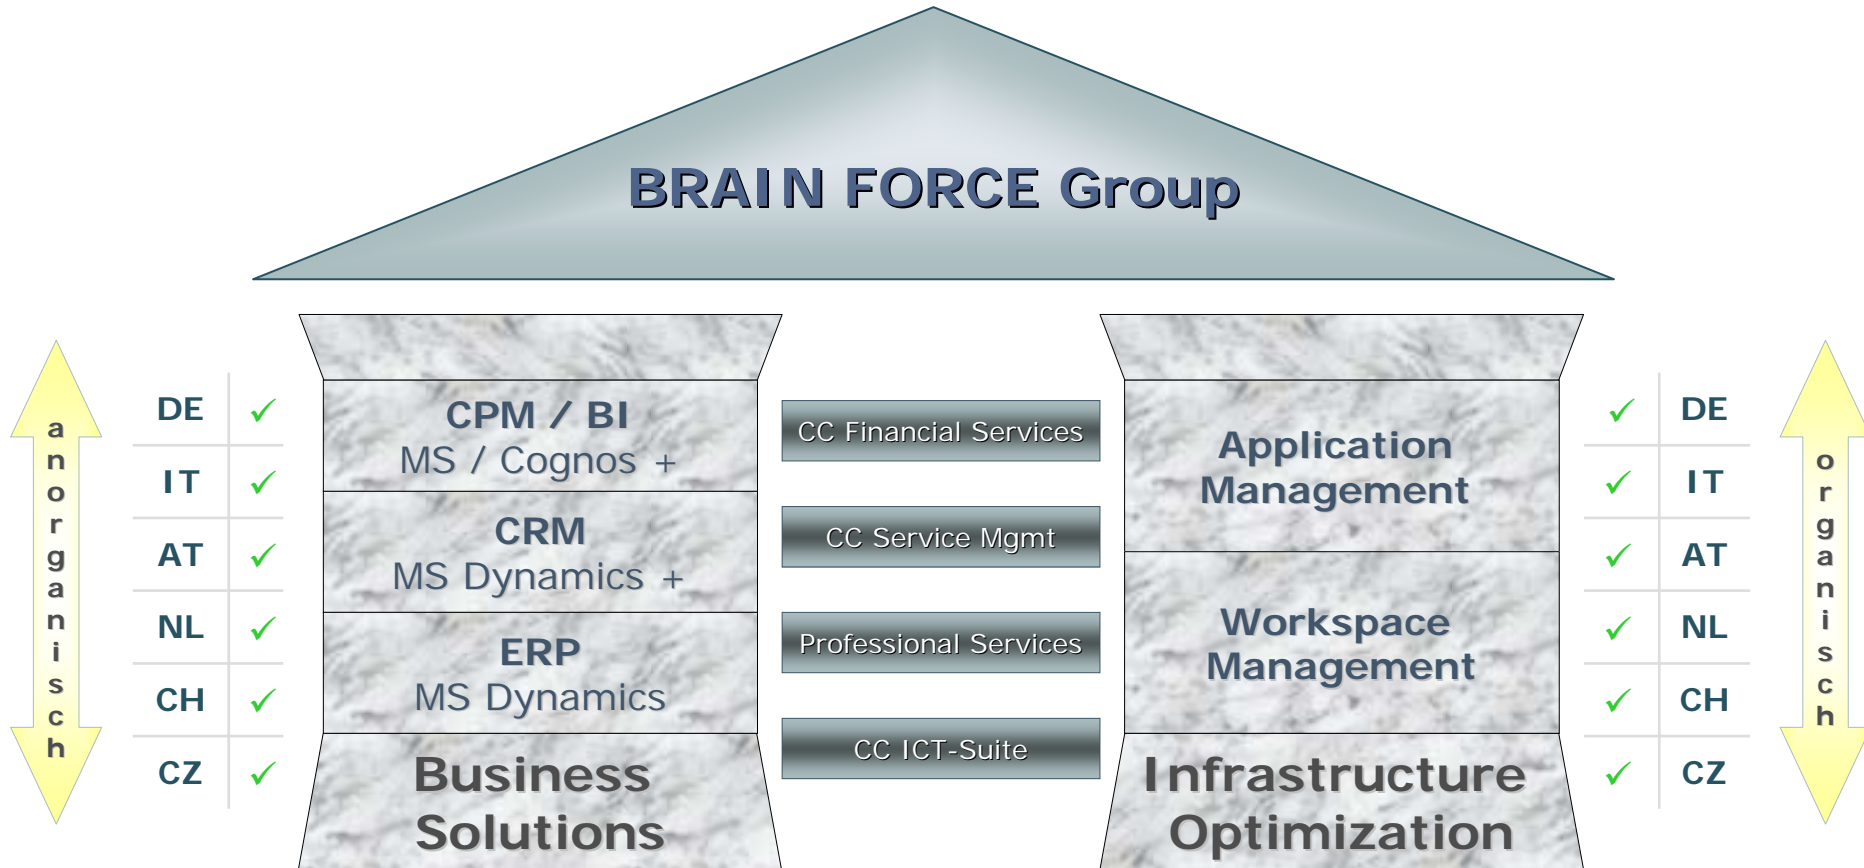 BRAIN FORCE Group
anorganisch
DE ✓
IT ✓
AT ✓
NL ✓
CH ✓
CZ ✓
CPM / BI
MS / Cognos +
CRM
MS Dynamics +
ERP
MS Dynamics
Business
Solutions
CC Financial Services
CC Service Mgmt
Professional Services
CC ICT-Suite
Application
Management
Workspace
Management
Infrastructure
Optimization
✓ DE
✓ IT
✓ AT
✓ NL
✓ CH
✓ CZ
organisch